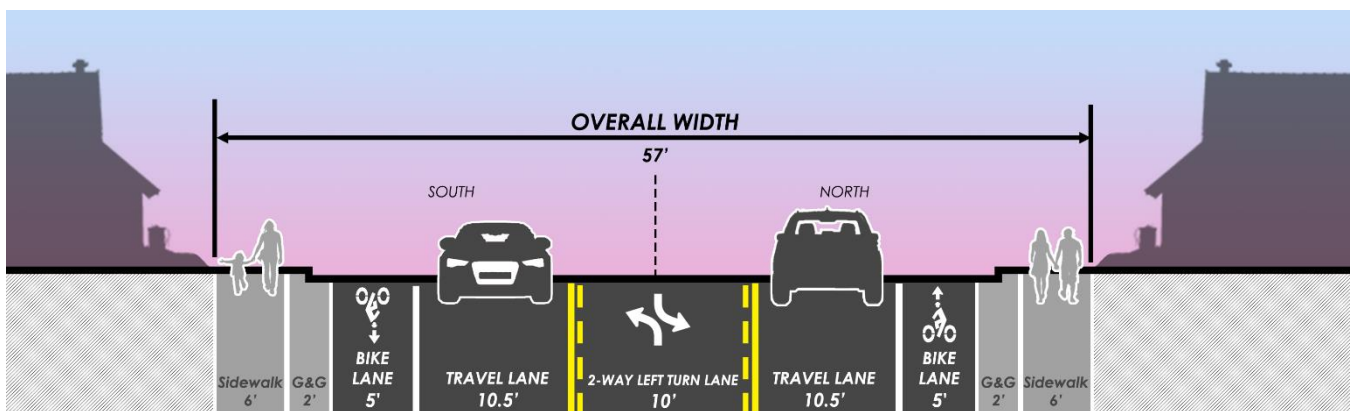 OVERALL WIDTH
57'
SOUTH
NORTH
Sidewalk
6'
G&G
2'
BIKE
LANE
5'
TRAVEL LANE
10.5'
2-WAY LEFT TURN LANE
10'
TRAVEL LANE
10.5'
BIKE
LANE
5'
G&G
2'
Sidewalk
6'